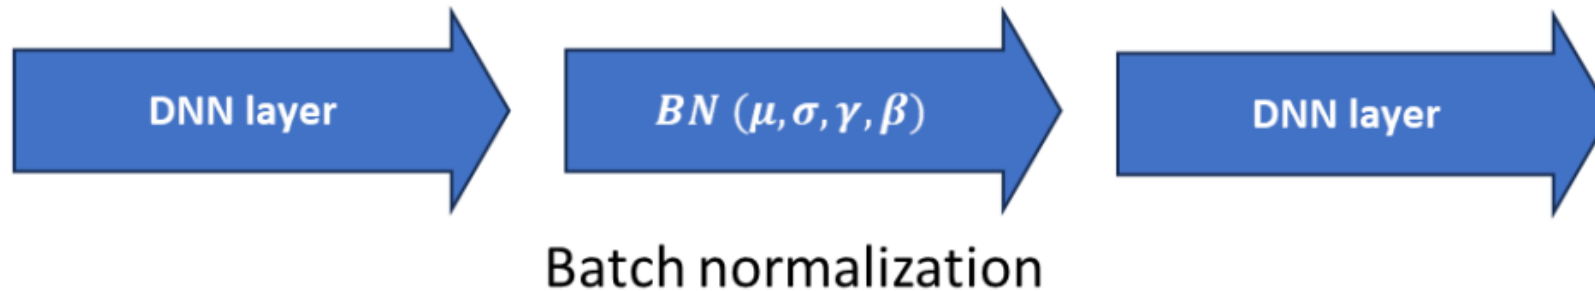 DNN layer
BN (μ, σ, γ, β)
DNN layer
Batch normalization